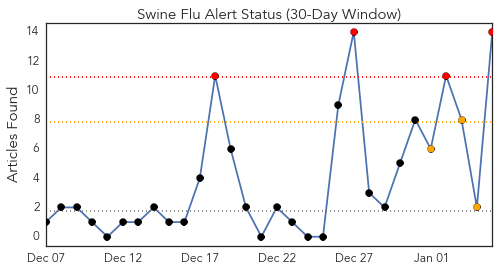 Swine Flu Alert Status (30-Day Window)
Articles Found
14
12
10
8
6
4
2
0
Dec 07
Dec 12
Dec 17
Dec 22
Dec 27
Jan 01